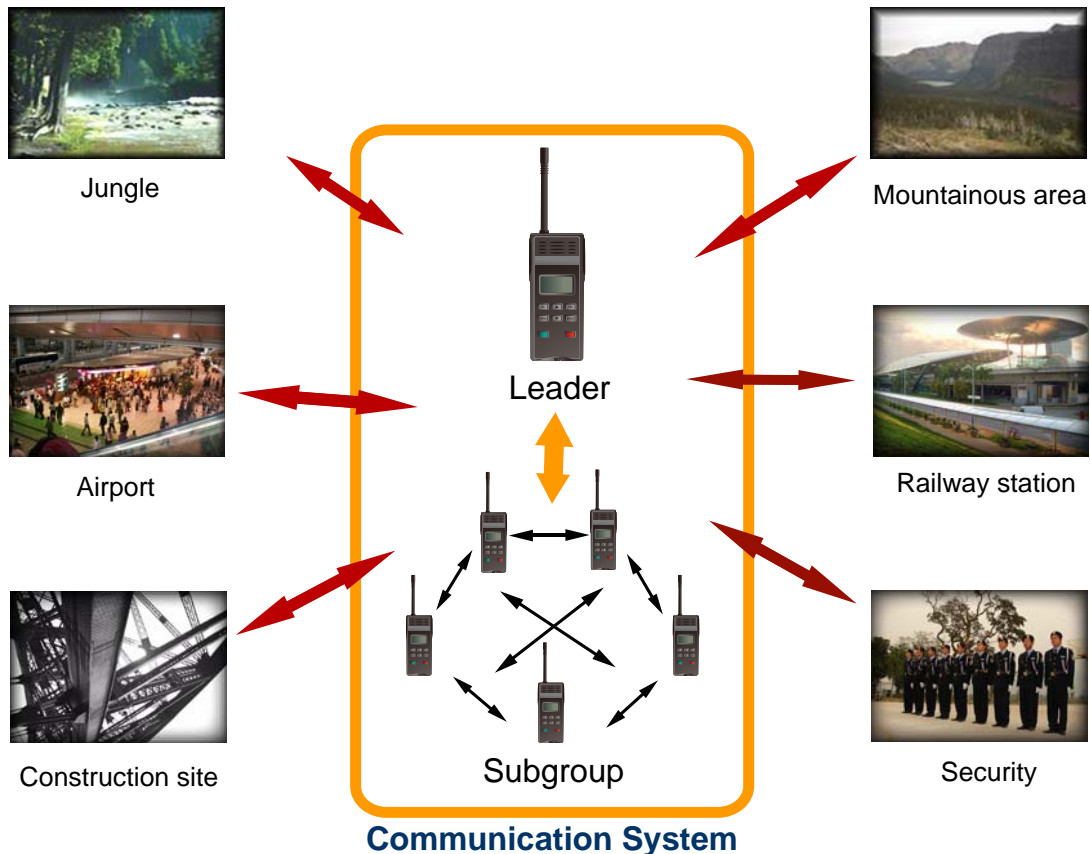 Jungle
Mountainous area
Leader
Airport
Railway station
Construction site
Subgroup
Security
Communication System